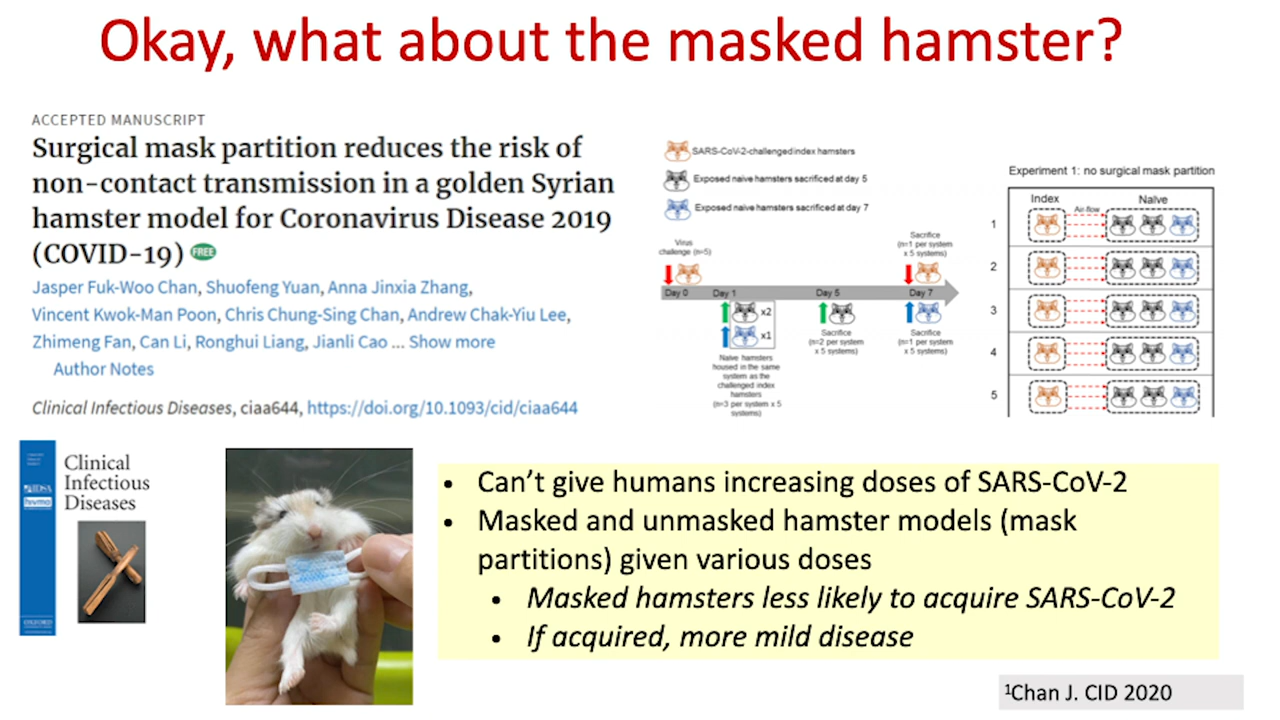 Okay, what about the masked hamster?
ACCEPTED MANUSCRIPT
Surgical mask partition reduces the risk of
non-contact transmission in a golden Syrian
hamster model for Coronavirus Disease 2019
(COVID-19) FREE
Jasper Fuk-Woo Chan, Shuofeng Yuan, Anna Jinxia Zhang,
Vincent Kwok-Man Poon, Chris Chung-Sing Chan, Andrew Chak-Yiu Lee,
Zhimeng Fan, Can Li, Ronghui Liang, Jianli Cao ... Show more
Author Notes
Clinical Infectious Diseases, ciaa644, https://doi.org/10.1093/cid/ciaa644
SARS-CoV-2-challenged index hamsters
Exposed naive hamsters sacrificed at day 5
Exposed naive hamsters sacrificed at day 7
Virus
challenge (n=5)
Sacrifice
(n=1 per system
x 5 systems)
Day 0
Day 1
Day 5
Day 7
x2
x1
Naive hamsters
housed in the same
system as the
challenged index
hamsters
(n=3 per system x 5
systems)
Sacrifice
(n=2 per system
x 5 systems)
Sacrifice
(n=1 per system
x 5 systems)
Experiment 1: no surgical mask partition
Index
Air-flow
Naïve
1
2
3
4
5
Clinical
Infectious
Diseases
IDSA
hivma
OXFORD
• Can’t give humans increasing doses of SARS-CoV-2
• Masked and unmasked hamster models (mask
partitions) given various doses
• Masked hamsters less likely to acquire SARS-CoV-2
• If acquired, more mild disease
¹Chan J. CID 2020